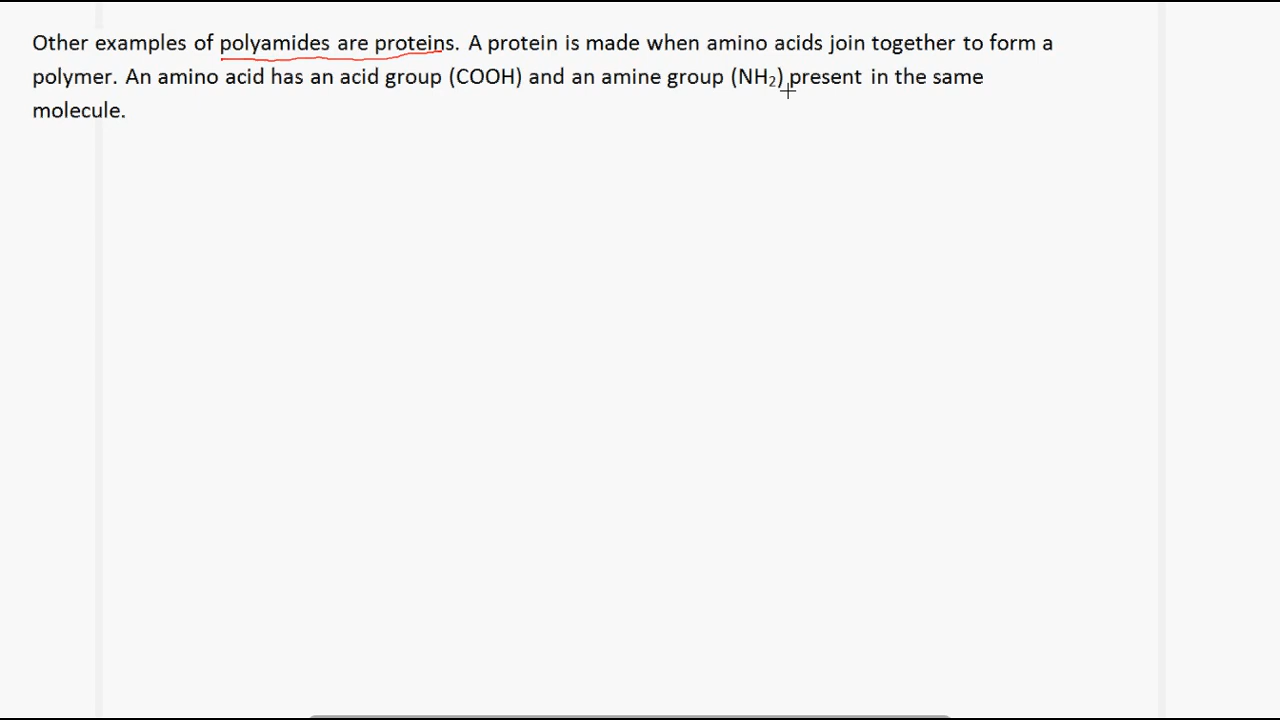 Other examples of polyamides are proteins. A protein is made when amino acids join together to form a
polymer. An amino acid has an acid group (COOH) and an amine group (NH₂) present in the same
molecule.